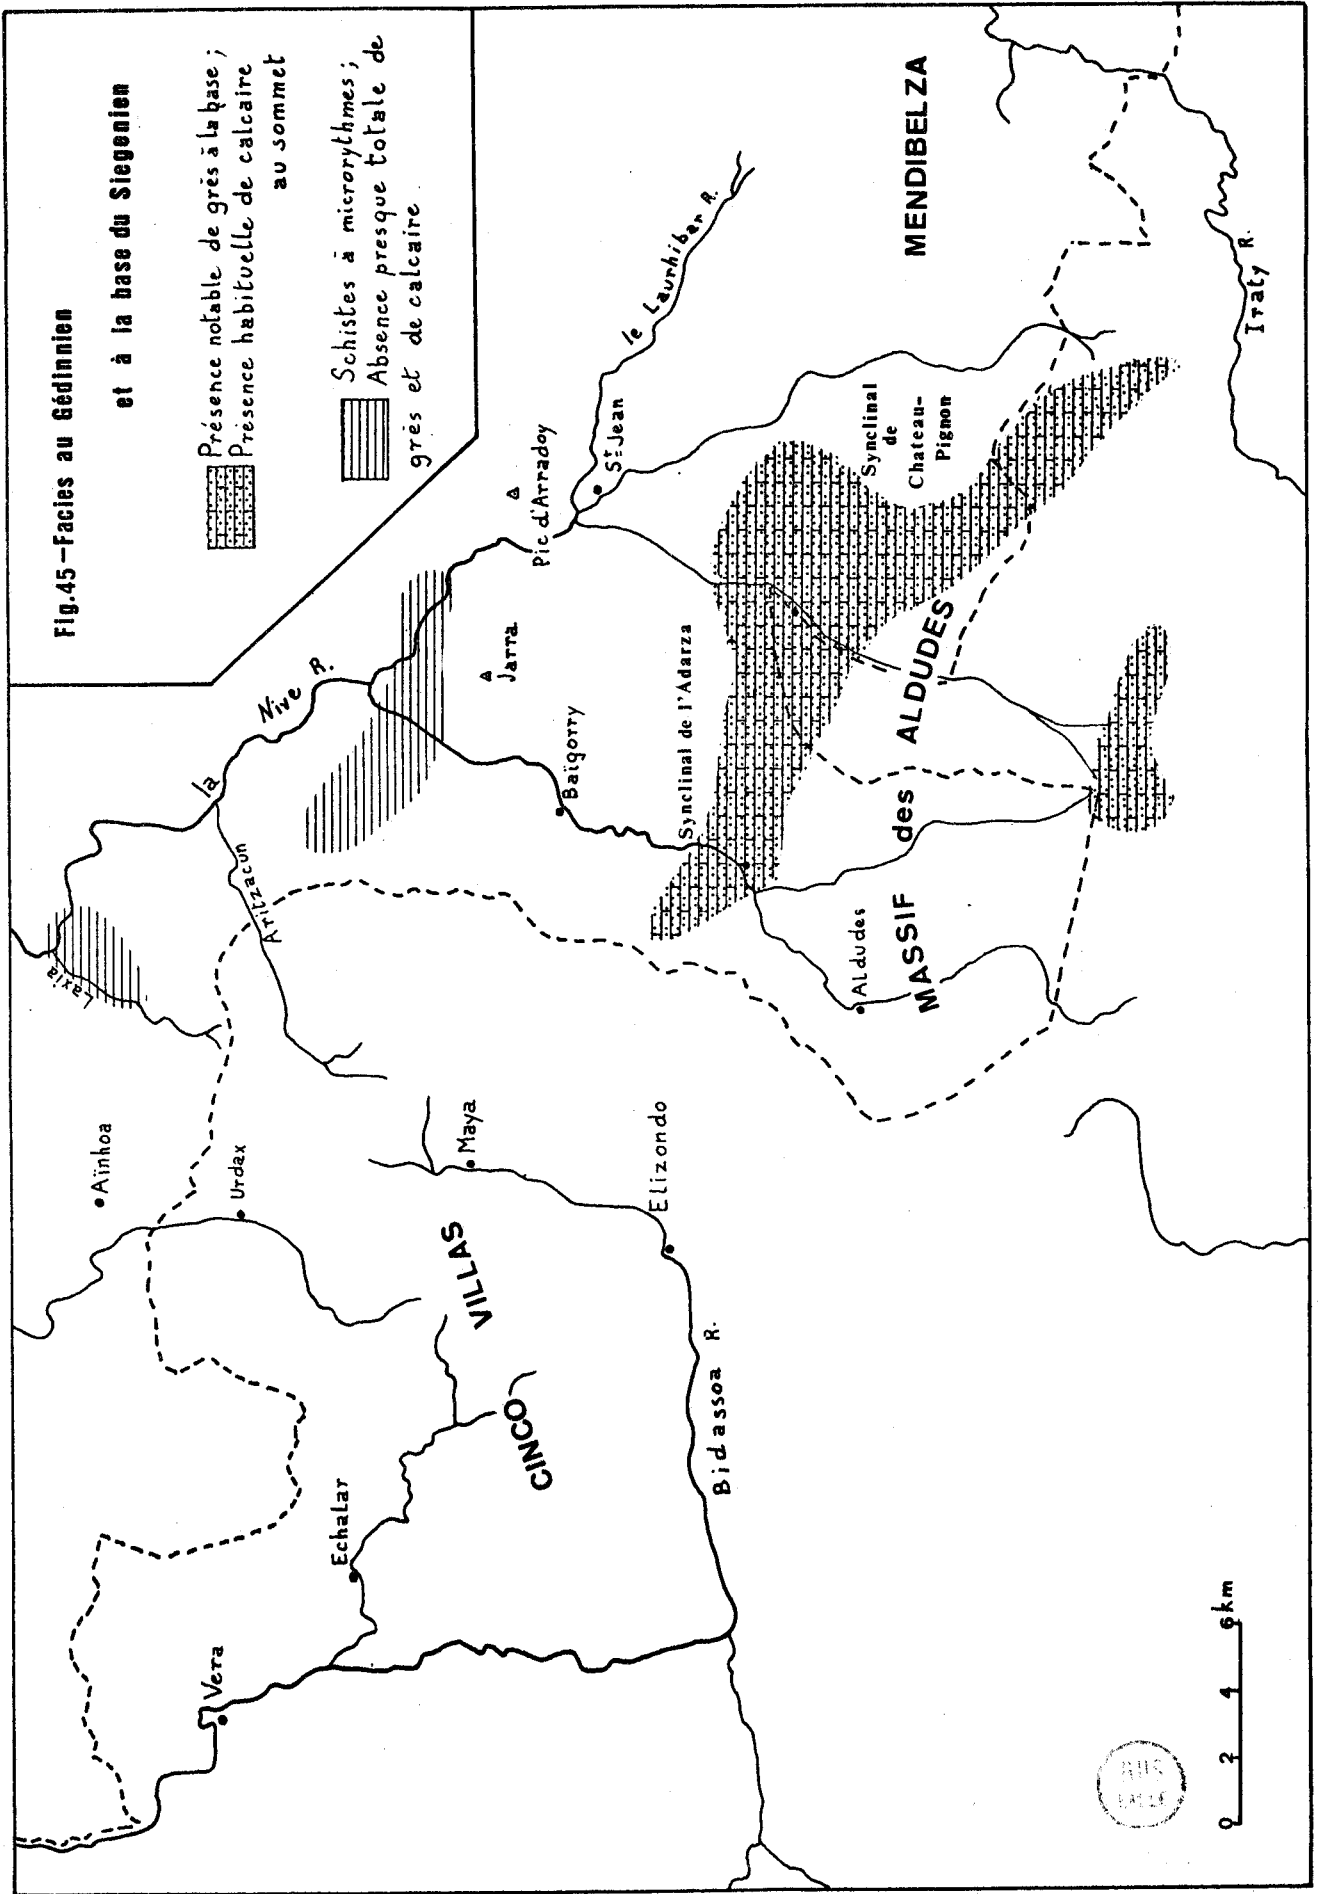 Fig.45–Facies au Gédinnien
et à la base du Siegenien
Présence notable de grès à la base ;
Présence habituelle de calcaire
au sommet
Schistes à microrythmes ;
Absence presque totale de
grès et de calcaire
la Nive R.
Laxia
Aritzacun
Aïnhoa
Urdax
Maya
Elizondo
VILLAS
CINCO
Echalar
Vera
Bidassoa R.
Pic d'Arradoy
St Jean
le Laurhibar R.
Jarra
Baïgorry
Synclinal de l'Adarza
Synclinal
de
Chateau-
Pignon
MENDIBELZA
Iraty R.
MASSIF des ALDUDES
Aldudes
0 2 4 6km
BUS
LILLE